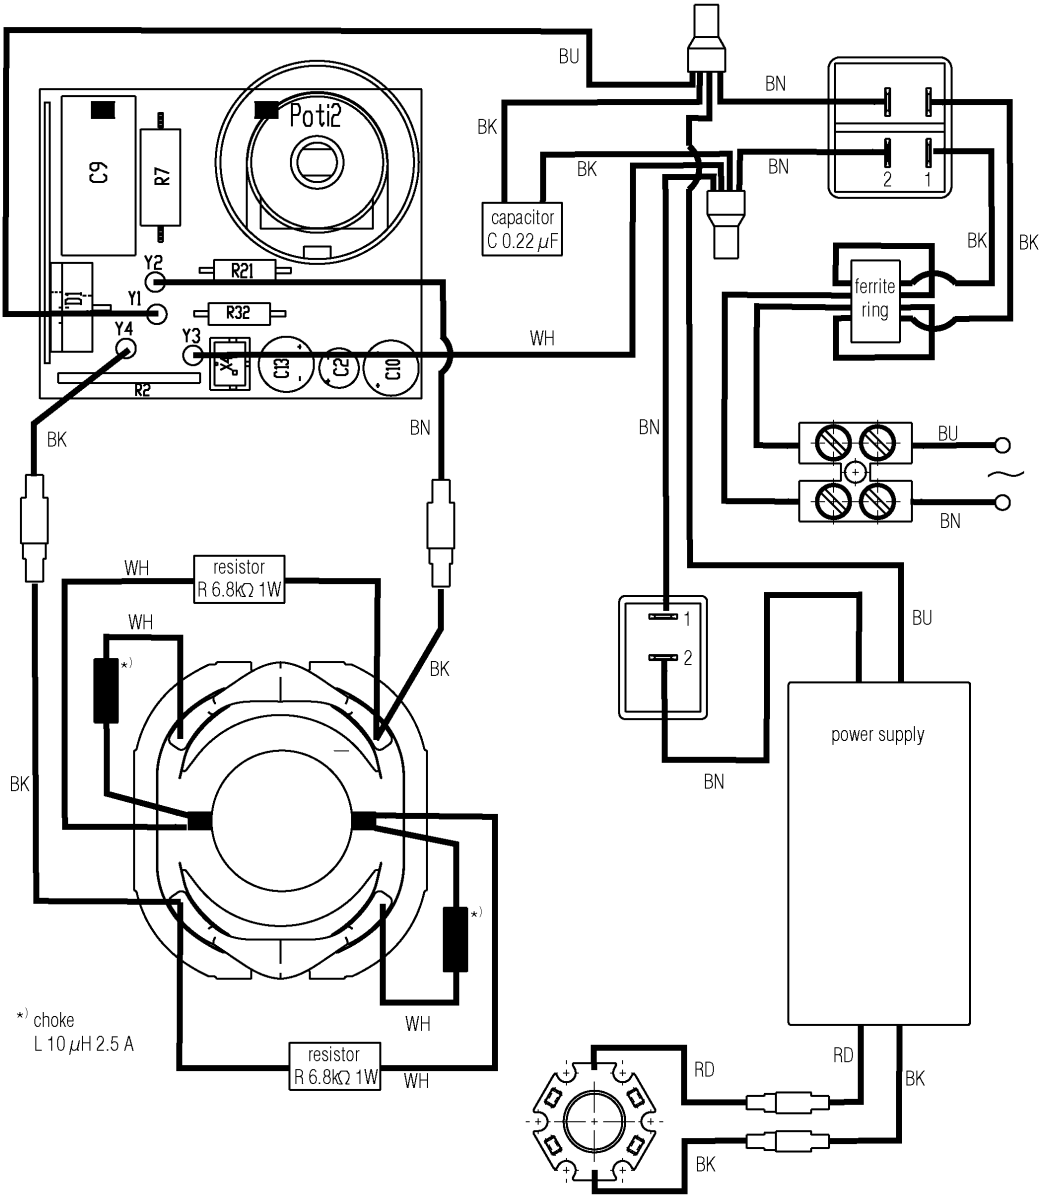 BU
BN
BK
Poti2
C9
R7
BK
BN
2 1
capacitor
C 0.22 µF
BK
BK
Y2
R21
D1
Y1
R32
ferrite
ring
Y4
Y3
WH
X4
C13
C2
C10
R2
BK
BN
BN
BU
BN
WH
resistor
R 6.8kΩ 1W
WH
*)
BK
1
2
BU
power supply
BK
BN
*)
*) choke
L 10 µH 2.5 A
WH
resistor
R 6.8kΩ 1W
WH
RD
RD
BK
BK